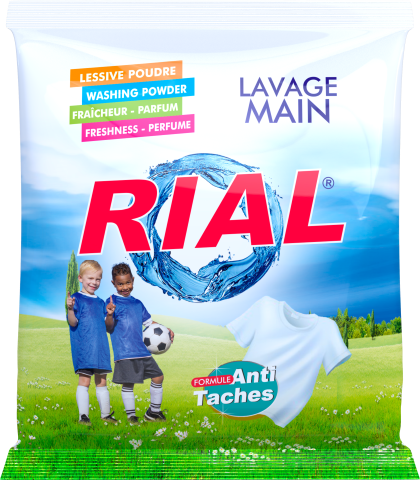 LESSIVE POUDRE
WASHING POWDER
FRAÎCHEUR - PARFUM
FRESHNESS - PERFUME
LAVAGE
MAIN
RIAL®
FORMULE Anti
Taches